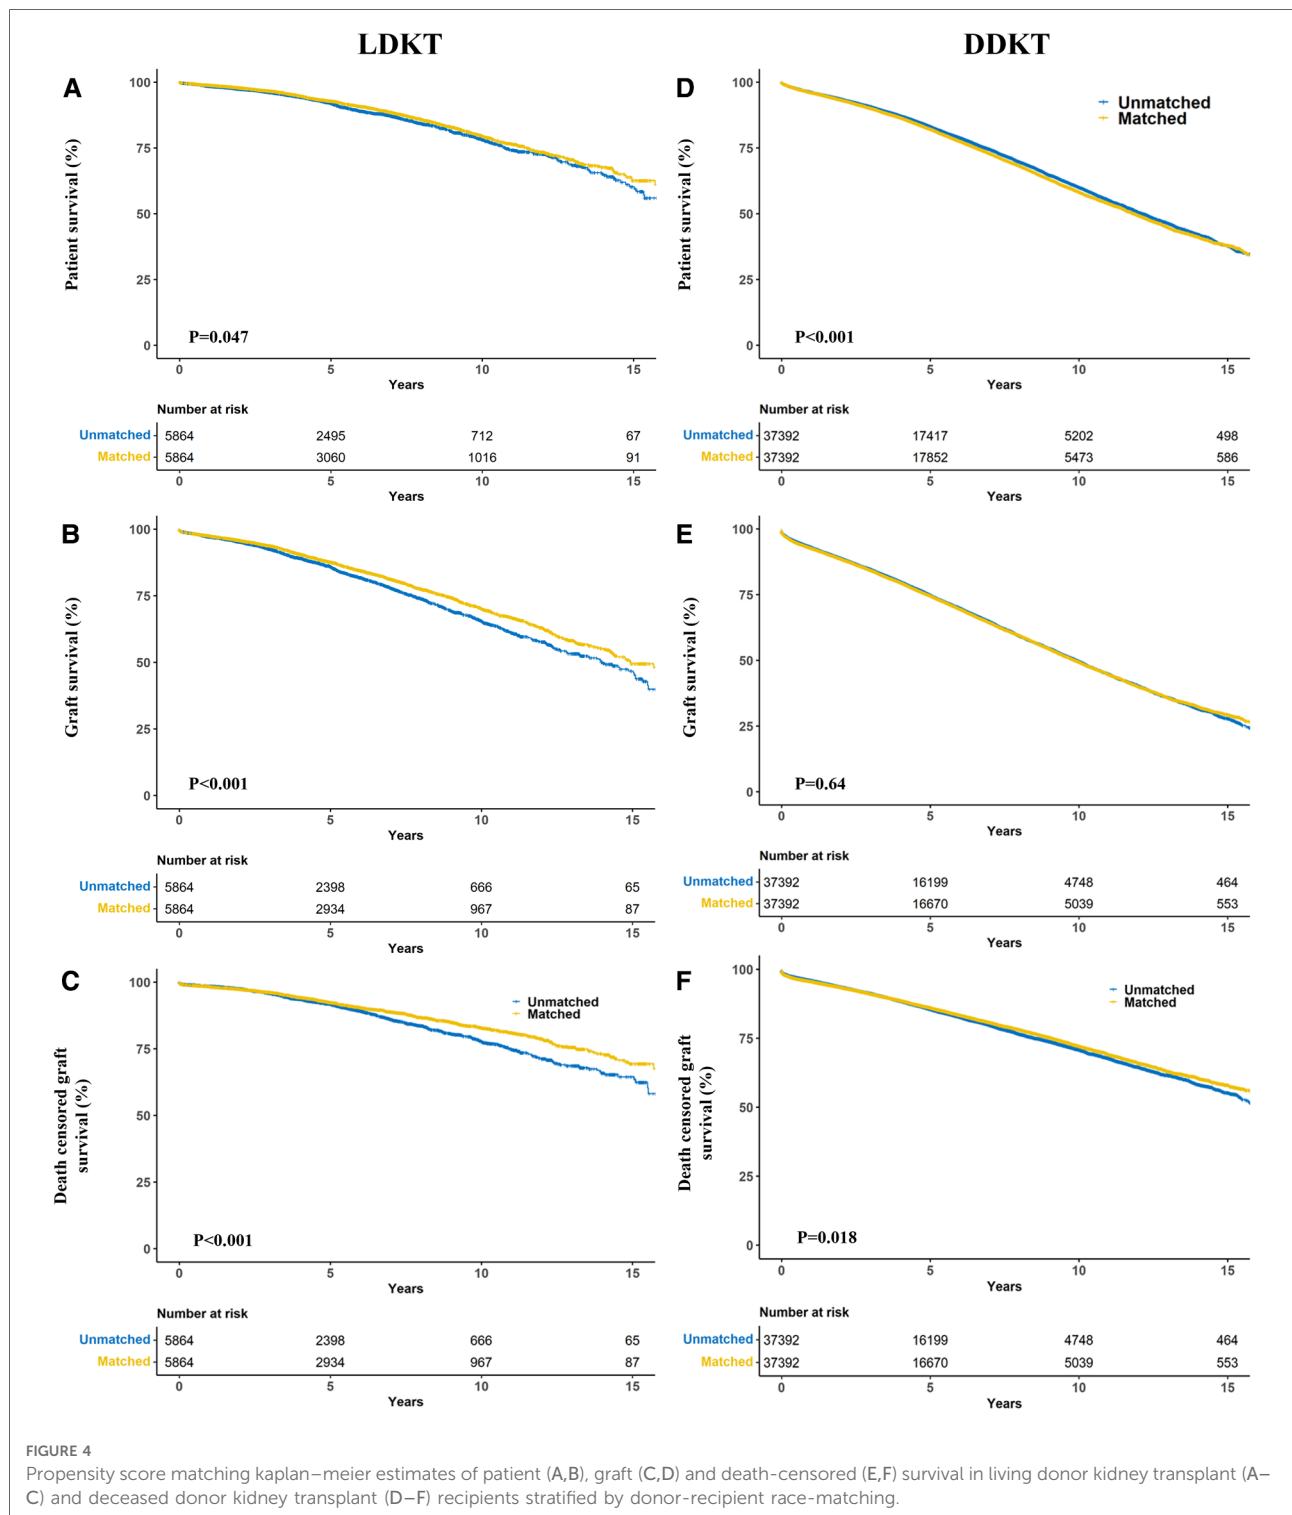 LDKT
A
Patient survival (%)
100
75
50
25
0
P=0.047
0 5 10 15
Years
Number at risk
Unmatched 5864 2495 712 67
Matched 5864 3060 1016 91
0 5 10 15
Years
B
Graft survival (%)
100
75
50
25
0
P<0.001
0 5 10 15
Years
Number at risk
Unmatched 5864 2398 666 65
Matched 5864 2934 967 87
0 5 10 15
Years
C
Death censored graft
survival (%)
100
75
50
25
0
Unmatched
Matched
P<0.001
0 5 10 15
Years
Number at risk
Unmatched 5864 2398 666 65
Matched 5864 2934 967 87
0 5 10 15
Years
DDKT
D
Patient survival (%)
100
75
50
25
0
Unmatched
Matched
P<0.001
0 5 10 15
Years
Number at risk
Unmatched 37392 17417 5202 498
Matched 37392 17852 5473 586
0 5 10 15
Years
E
Graft survival (%)
100
75
50
25
0
P=0.64
0 5 10 15
Years
Number at risk
Unmatched 37392 16199 4748 464
Matched 37392 16670 5039 553
0 5 10 15
Years
F
Death censored graft
survival (%)
100
75
50
25
0
Unmatched
Matched
P=0.018
0 5 10 15
Years
Number at risk
Unmatched 37392 16199 4748 464
Matched 37392 16670 5039 553
0 5 10 15
Years
FIGURE 4
Propensity score matching kaplan–meier estimates of patient (A,B), graft (C,D) and death-censored (E,F) survival in living donor kidney transplant (A–
C) and deceased donor kidney transplant (D–F) recipients stratified by donor-recipient race-matching.